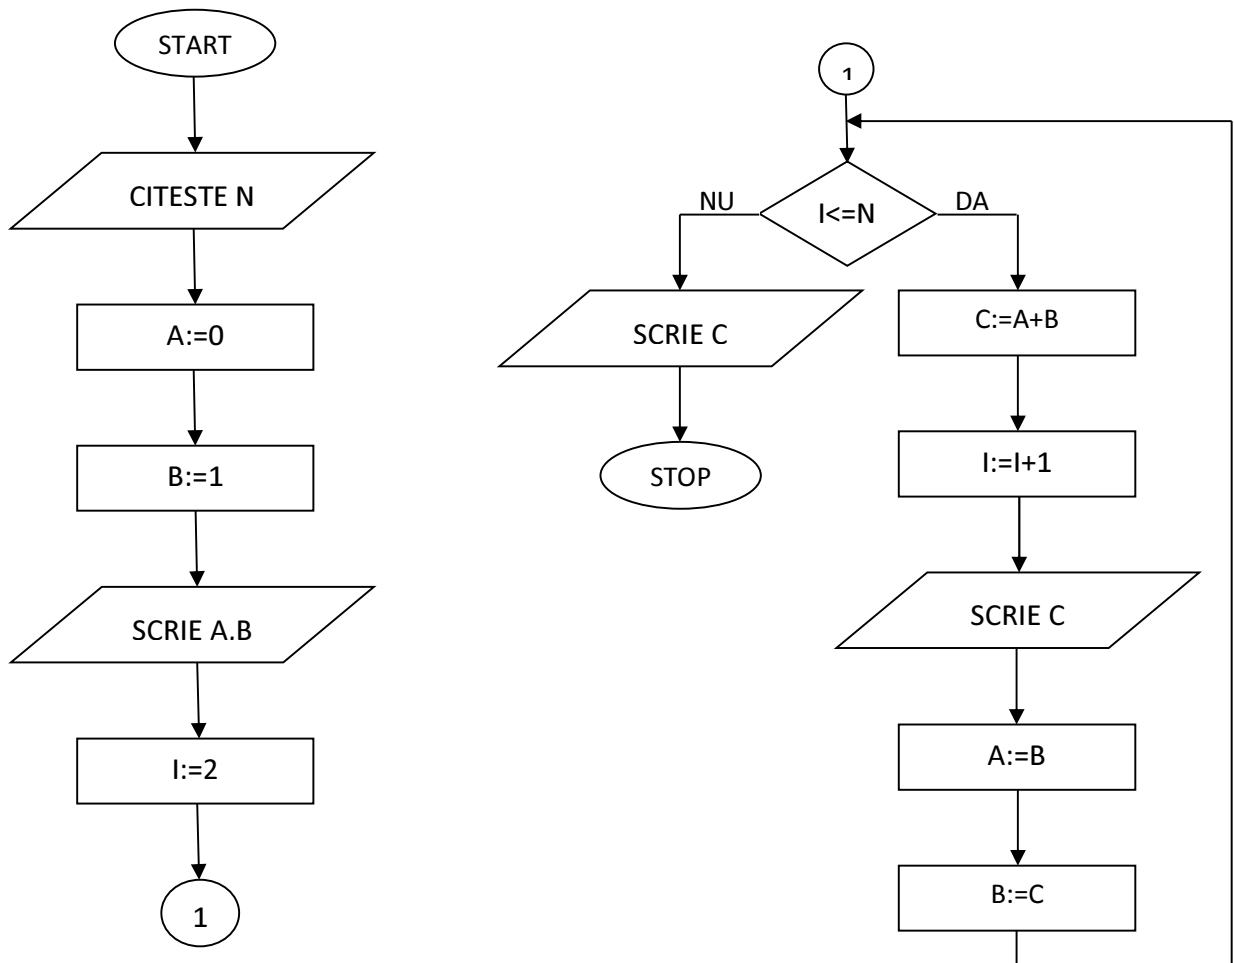 START
CITESTE N
A:=0
B:=1
SCRIE A.B
I:=2
1
1
I<=N
NU
DA
SCRIE C
STOP
C:=A+B
I:=I+1
SCRIE C
A:=B
B:=C